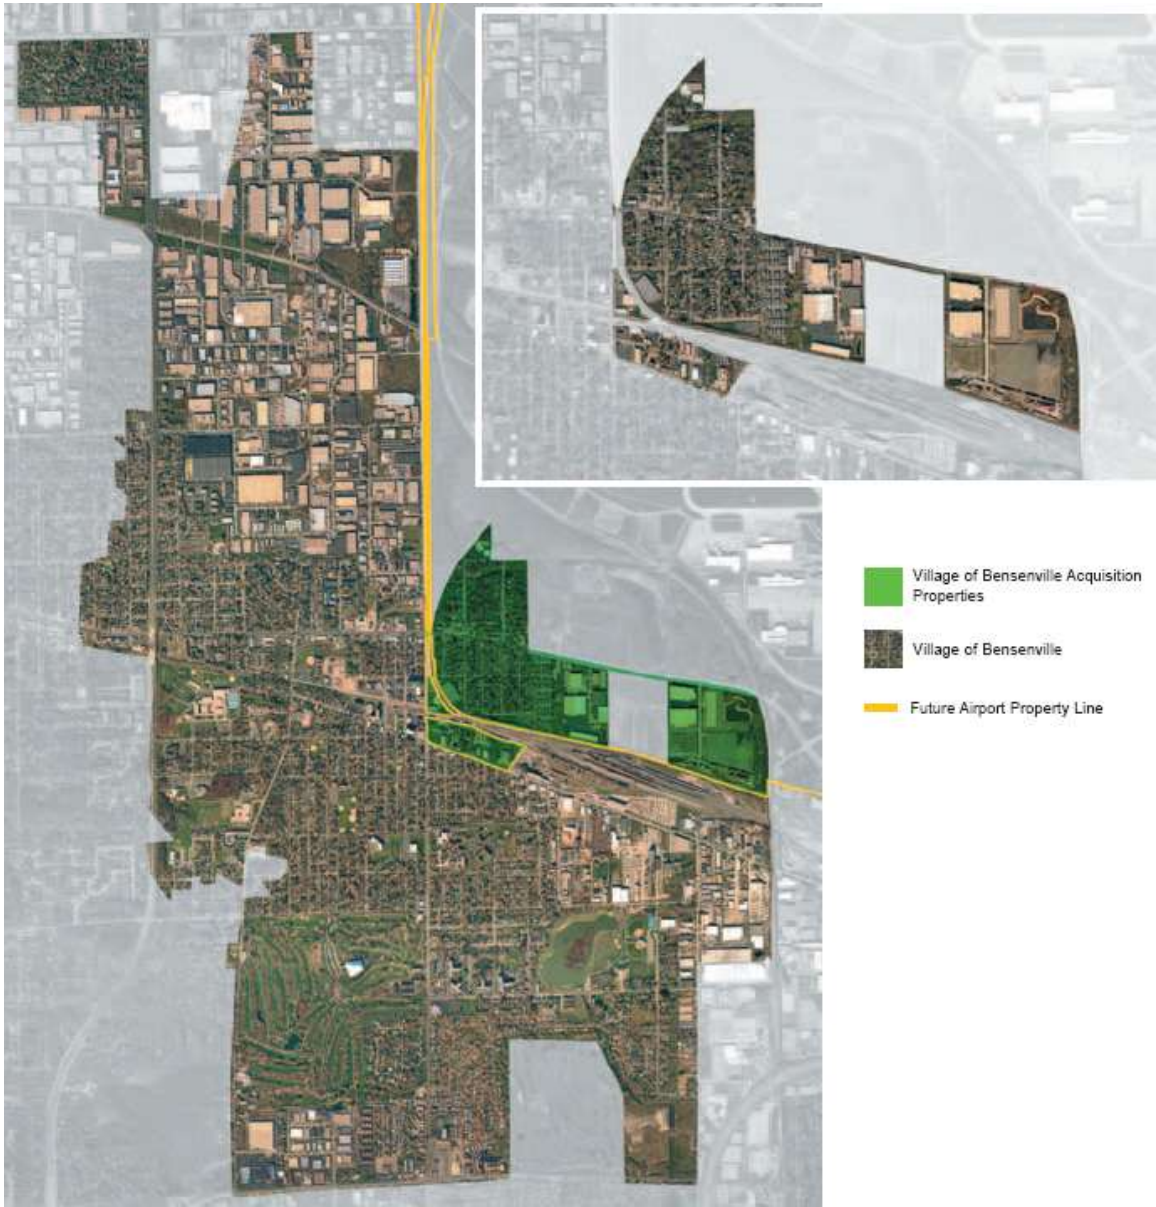 Village of Bensenville Acquisition
Properties
Village of Bensenville
Future Airport Property Line